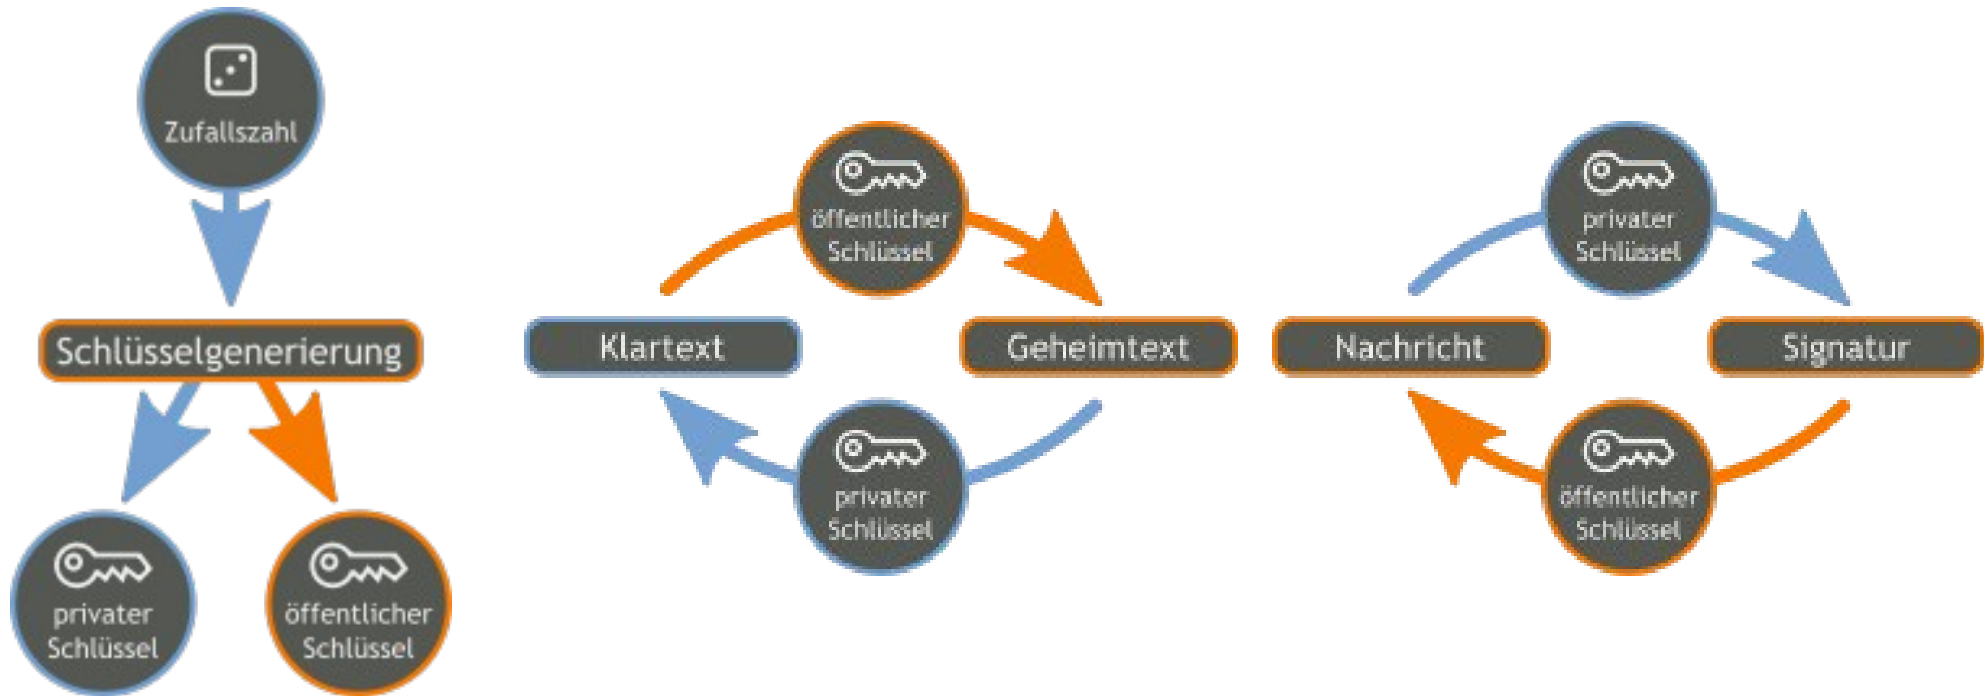 Zufallszahl
Schlüsselgenerierung
privater
Schlüssel
öffentlicher
Schlüssel
öffentlicher
Schlüssel
Klartext
Geheimtext
privater
Schlüssel
privater
Schlüssel
Nachricht
Signatur
öffentlicher
Schlüssel